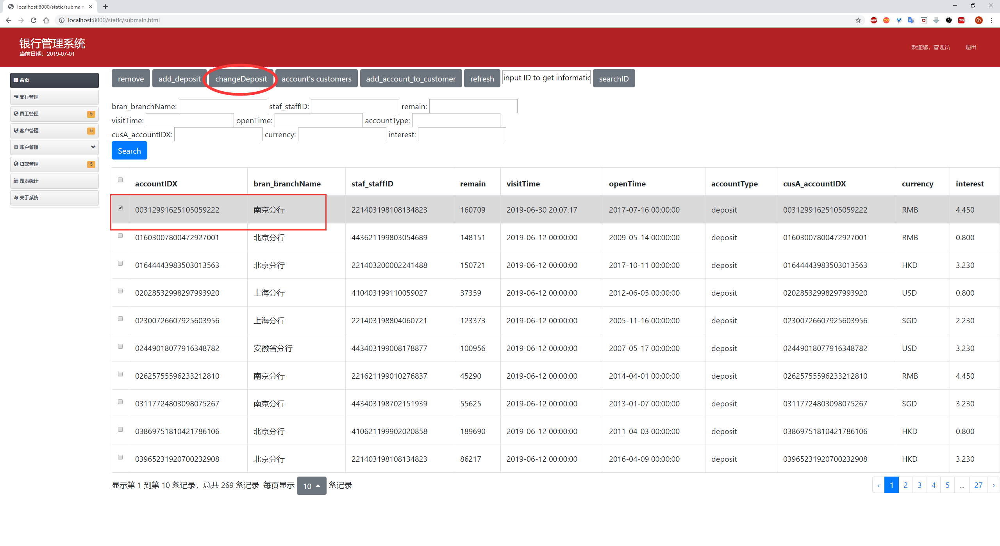 localhost:8000/static/submain
localhost:8000/static/submain.html
ABP
CORS
Qy
银行管理系统
当前日期：2019-07-01
欢迎您，管理员 退出
首页
支行管理
员工管理 5
客户管理 5
账户管理
贷款管理 5
图表统计
关于系统
remove add_deposit changeDeposit account's customers add_account_to_customer refresh input ID to get informatic searchID
bran_branchName: staf_staffID: remain:
visitTime: openTime: accountType:
cusA_accountIDX: currency: interest:
Search
accountIDX bran_branchName staf_staffID remain visitTime openTime accountType cusA_accountIDX currency interest
00312991625105059222 南京分行 221403198108134823 160709 2019-06-30 20:07:17 2017-07-16 00:00:00 deposit 00312991625105059222 RMB 4.450
01603007800472927001 北京分行 443621199803054689 148151 2019-06-12 00:00:00 2009-05-14 00:00:00 deposit 01603007800472927001 RMB 0.800
01644443983503013563 北京分行 221403200002241488 150721 2019-06-12 00:00:00 2017-10-11 00:00:00 deposit 01644443983503013563 HKD 3.230
02028532998297993920 上海分行 410403199110059027 37359 2019-06-12 00:00:00 2012-06-05 00:00:00 deposit 02028532998297993920 USD 0.800
02300726607925603956 上海分行 221403198804060721 123373 2019-06-12 00:00:00 2005-11-16 00:00:00 deposit 02300726607925603956 SGD 2.230
02449018077916348782 安徽省分行 443403199008178877 100956 2019-06-12 00:00:00 2007-05-17 00:00:00 deposit 02449018077916348782 USD 3.230
02625755596233212810 南京分行 221621199010276837 45290 2019-06-12 00:00:00 2014-04-01 00:00:00 deposit 02625755596233212810 RMB 4.450
03117724803098075267 南京分行 443403198702151939 55625 2019-06-12 00:00:00 2013-01-07 00:00:00 deposit 03117724803098075267 SGD 3.230
03869751810421786106 北京分行 410621199902020858 189690 2019-06-12 00:00:00 2011-04-03 00:00:00 deposit 03869751810421786106 HKD 0.800
03965231920700232908 北京分行 221403198108134823 86217 2019-06-12 00:00:00 2016-04-09 00:00:00 deposit 03965231920700232908 HKD 3.230
显示第 1 到第 10 条记录，总共 269 条记录 每页显示 10 条记录 ‹ 1 2 3 4 5 ... 27 ›